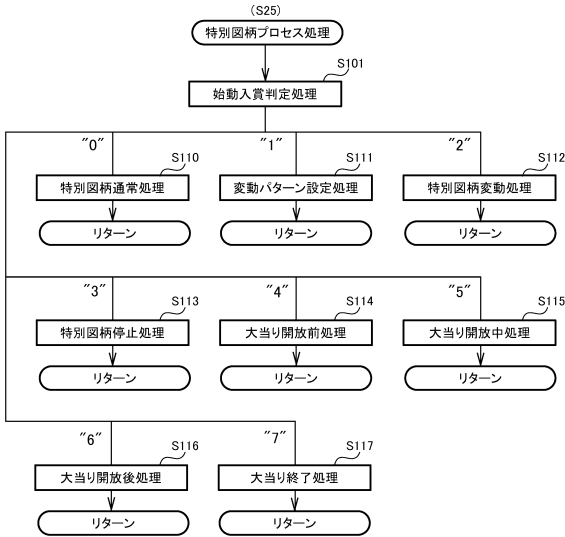 (S25)
特別図柄プロセス処理
S101
始動入賞判定処理
"0"
"1"
"2"
S110
S111
S112
特別図柄通常処理
変動パターン設定処理
特別図柄変動処理
リターン
リターン
リターン
"3"
"4"
"5"
S113
S114
S115
特別図柄停止処理
大当り開放前処理
大当り開放中処理
リターン
リターン
リターン
"6"
"7"
S116
S117
大当り開放後処理
大当り終了処理
リターン
リターン